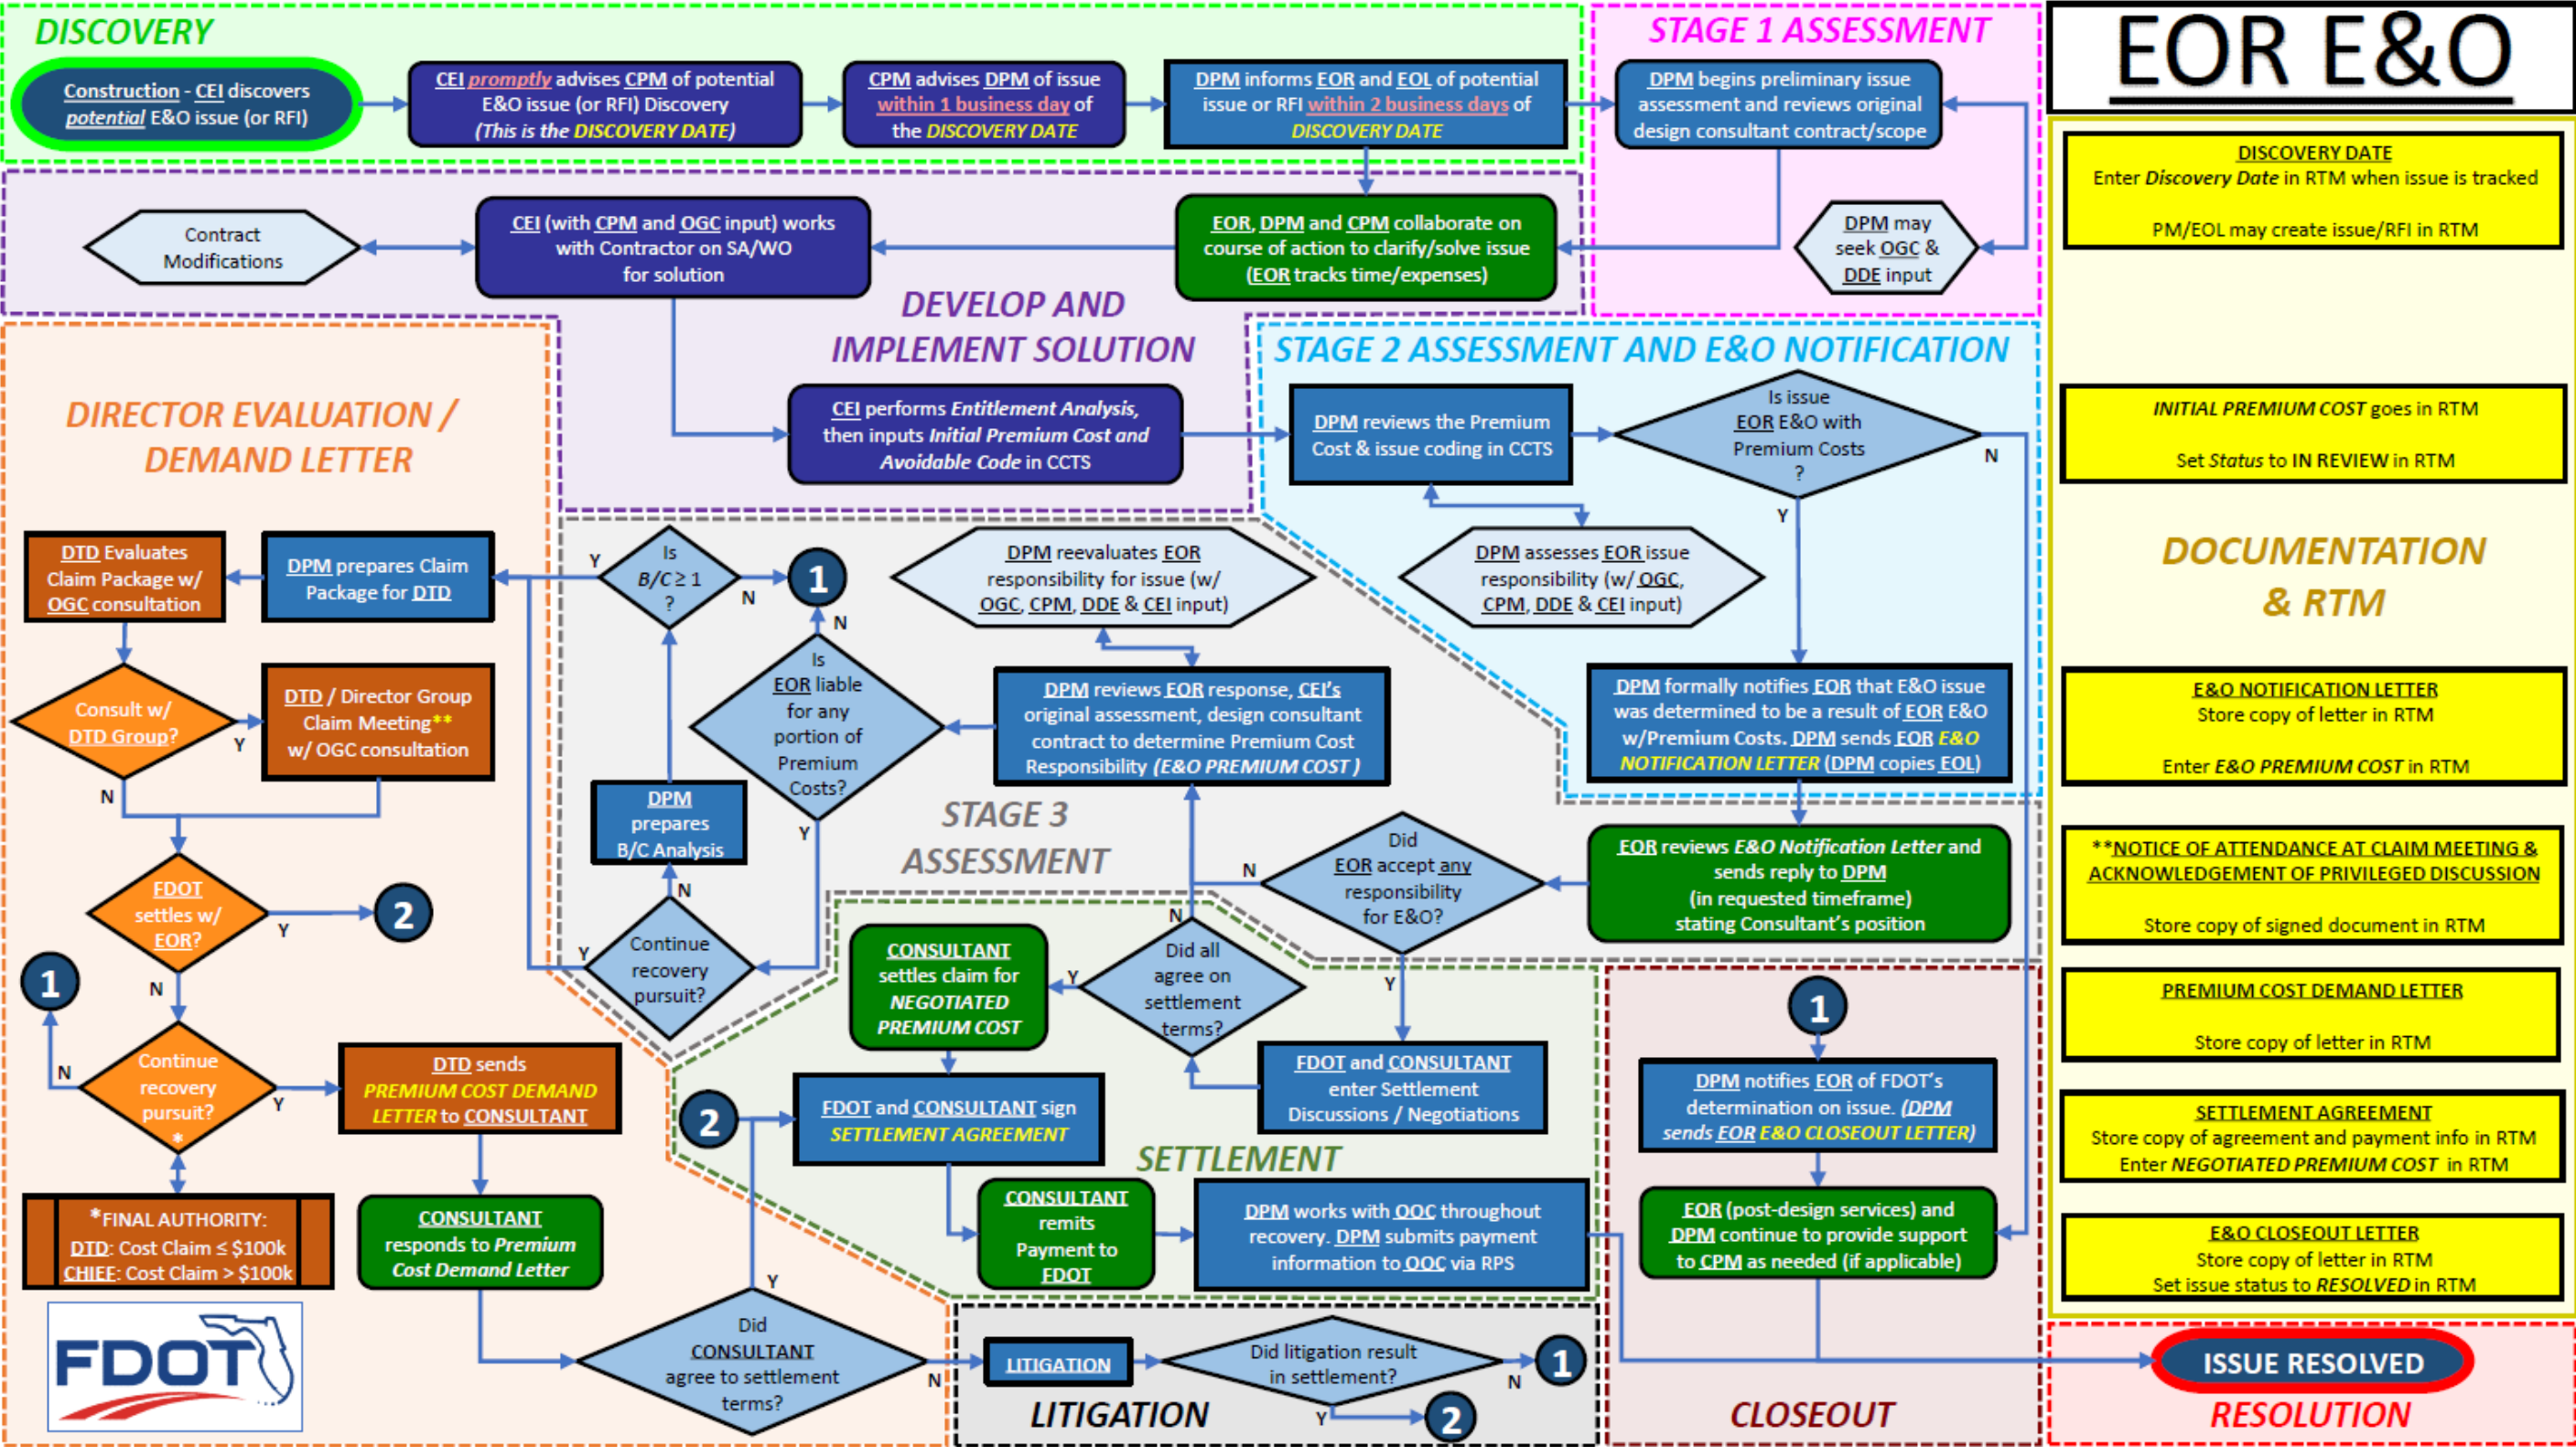 DISCOVERY
Construction - CEI discovers
potential E&O issue (or RFI)
CEI promptly advises CPM of potential
E&O issue (or RFI) Discovery
(This is the DISCOVERY DATE)
CPM advises DPM of issue
within 1 business day of
the DISCOVERY DATE
DPM informs EOR and EOL of potential
issue or RFI within 2 business days of
DISCOVERY DATE
STAGE 1 ASSESSMENT
DPM begins preliminary issue
assessment and reviews original
design consultant contract/scope
DPM may
seek OGC &
DDE input
EOR E&O
Contract
Modifications
CEI (with CPM and OGC input) works
with Contractor on SA/WO
for solution
EOR, DPM and CPM collaborate on
course of action to clarify/solve issue
(EOR tracks time/expenses)
DEVELOP AND
IMPLEMENT SOLUTION
CEI performs Entitlement Analysis,
then inputs Initial Premium Cost and
Avoidable Code in CCTS
STAGE 2 ASSESSMENT AND E&O NOTIFICATION
DPM reviews the Premium
Cost & issue coding in CCTS
Is issue
EOR E&O with
Premium Costs
?
N
Y
DPM assesses EOR issue
responsibility (w/ OGC,
CPM, DDE & CEI input)
DPM formally notifies EOR that E&O issue
was determined to be a result of EOR E&O
w/Premium Costs. DPM sends EOR E&O
NOTIFICATION LETTER (DPM copies EOL)
DIRECTOR EVALUATION /
DEMAND LETTER
DTD Evaluates
Claim Package w/
OGC consultation
DPM prepares Claim
Package for DTD
Consult w/
DTD Group?
Y
N
DTD / Director Group
Claim Meeting**
w/ OGC consultation
FDOT
settles w/
EOR?
Y
2
N
1
N
Continue
recovery
pursuit?
*
Y
DTD sends
PREMIUM COST DEMAND
LETTER to CONSULTANT
*FINAL AUTHORITY:
DTD: Cost Claim ≤ $100k
CHIEF: Cost Claim > $100k
CONSULTANT
responds to Premium
Cost Demand Letter
Did
CONSULTANT
agree to settlement
terms?
Y
N
FDOT
STAGE 3
ASSESSMENT
Y
Is
B/C ≥ 1
?
N
1
N
Is
EOR liable
for any
portion of
Premium
Costs?
Y
DPM reevaluates EOR
responsibility for issue (w/
OGC, CPM, DDE & CEI input)
DPM reviews EOR response, CEI's
original assessment, design consultant
contract to determine Premium Cost
Responsibility (E&O PREMIUM COST )
DPM
prepares
B/C Analysis
N
Y
Continue
recovery
pursuit?
N
Did
EOR accept any
responsibility
for E&O?
Y
EOR reviews E&O Notification Letter and
sends reply to DPM
(in requested timeframe)
stating Consultant's position
CONSULTANT
settles claim for
NEGOTIATED
PREMIUM COST
N
Y
Did all
agree on
settlement
terms?
FDOT and CONSULTANT
enter Settlement
Discussions / Negotiations
2
FDOT and CONSULTANT sign
SETTLEMENT AGREEMENT
SETTLEMENT
CONSULTANT
remits
Payment to
FDOT
DPM works with OOC throughout
recovery. DPM submits payment
information to OOC via RPS
LITIGATION
Did litigation result
in settlement?
N
1
Y
2
LITIGATION
1
DPM notifies EOR of FDOT's
determination on issue. (DPM
sends EOR E&O CLOSEOUT LETTER)
EOR (post-design services) and
DPM continue to provide support
to CPM as needed (if applicable)
CLOSEOUT
DISCOVERY DATE
Enter Discovery Date in RTM when issue is tracked
PM/EOL may create issue/RFI in RTM
INITIAL PREMIUM COST goes in RTM
Set Status to IN REVIEW in RTM
DOCUMENTATION
& RTM
E&O NOTIFICATION LETTER
Store copy of letter in RTM
Enter E&O PREMIUM COST in RTM
**NOTICE OF ATTENDANCE AT CLAIM MEETING &
ACKNOWLEDGEMENT OF PRIVILEGED DISCUSSION
Store copy of signed document in RTM
PREMIUM COST DEMAND LETTER
Store copy of letter in RTM
SETTLEMENT AGREEMENT
Store copy of agreement and payment info in RTM
Enter NEGOTIATED PREMIUM COST in RTM
E&O CLOSEOUT LETTER
Store copy of letter in RTM
Set issue status to RESOLVED in RTM
ISSUE RESOLVED
RESOLUTION